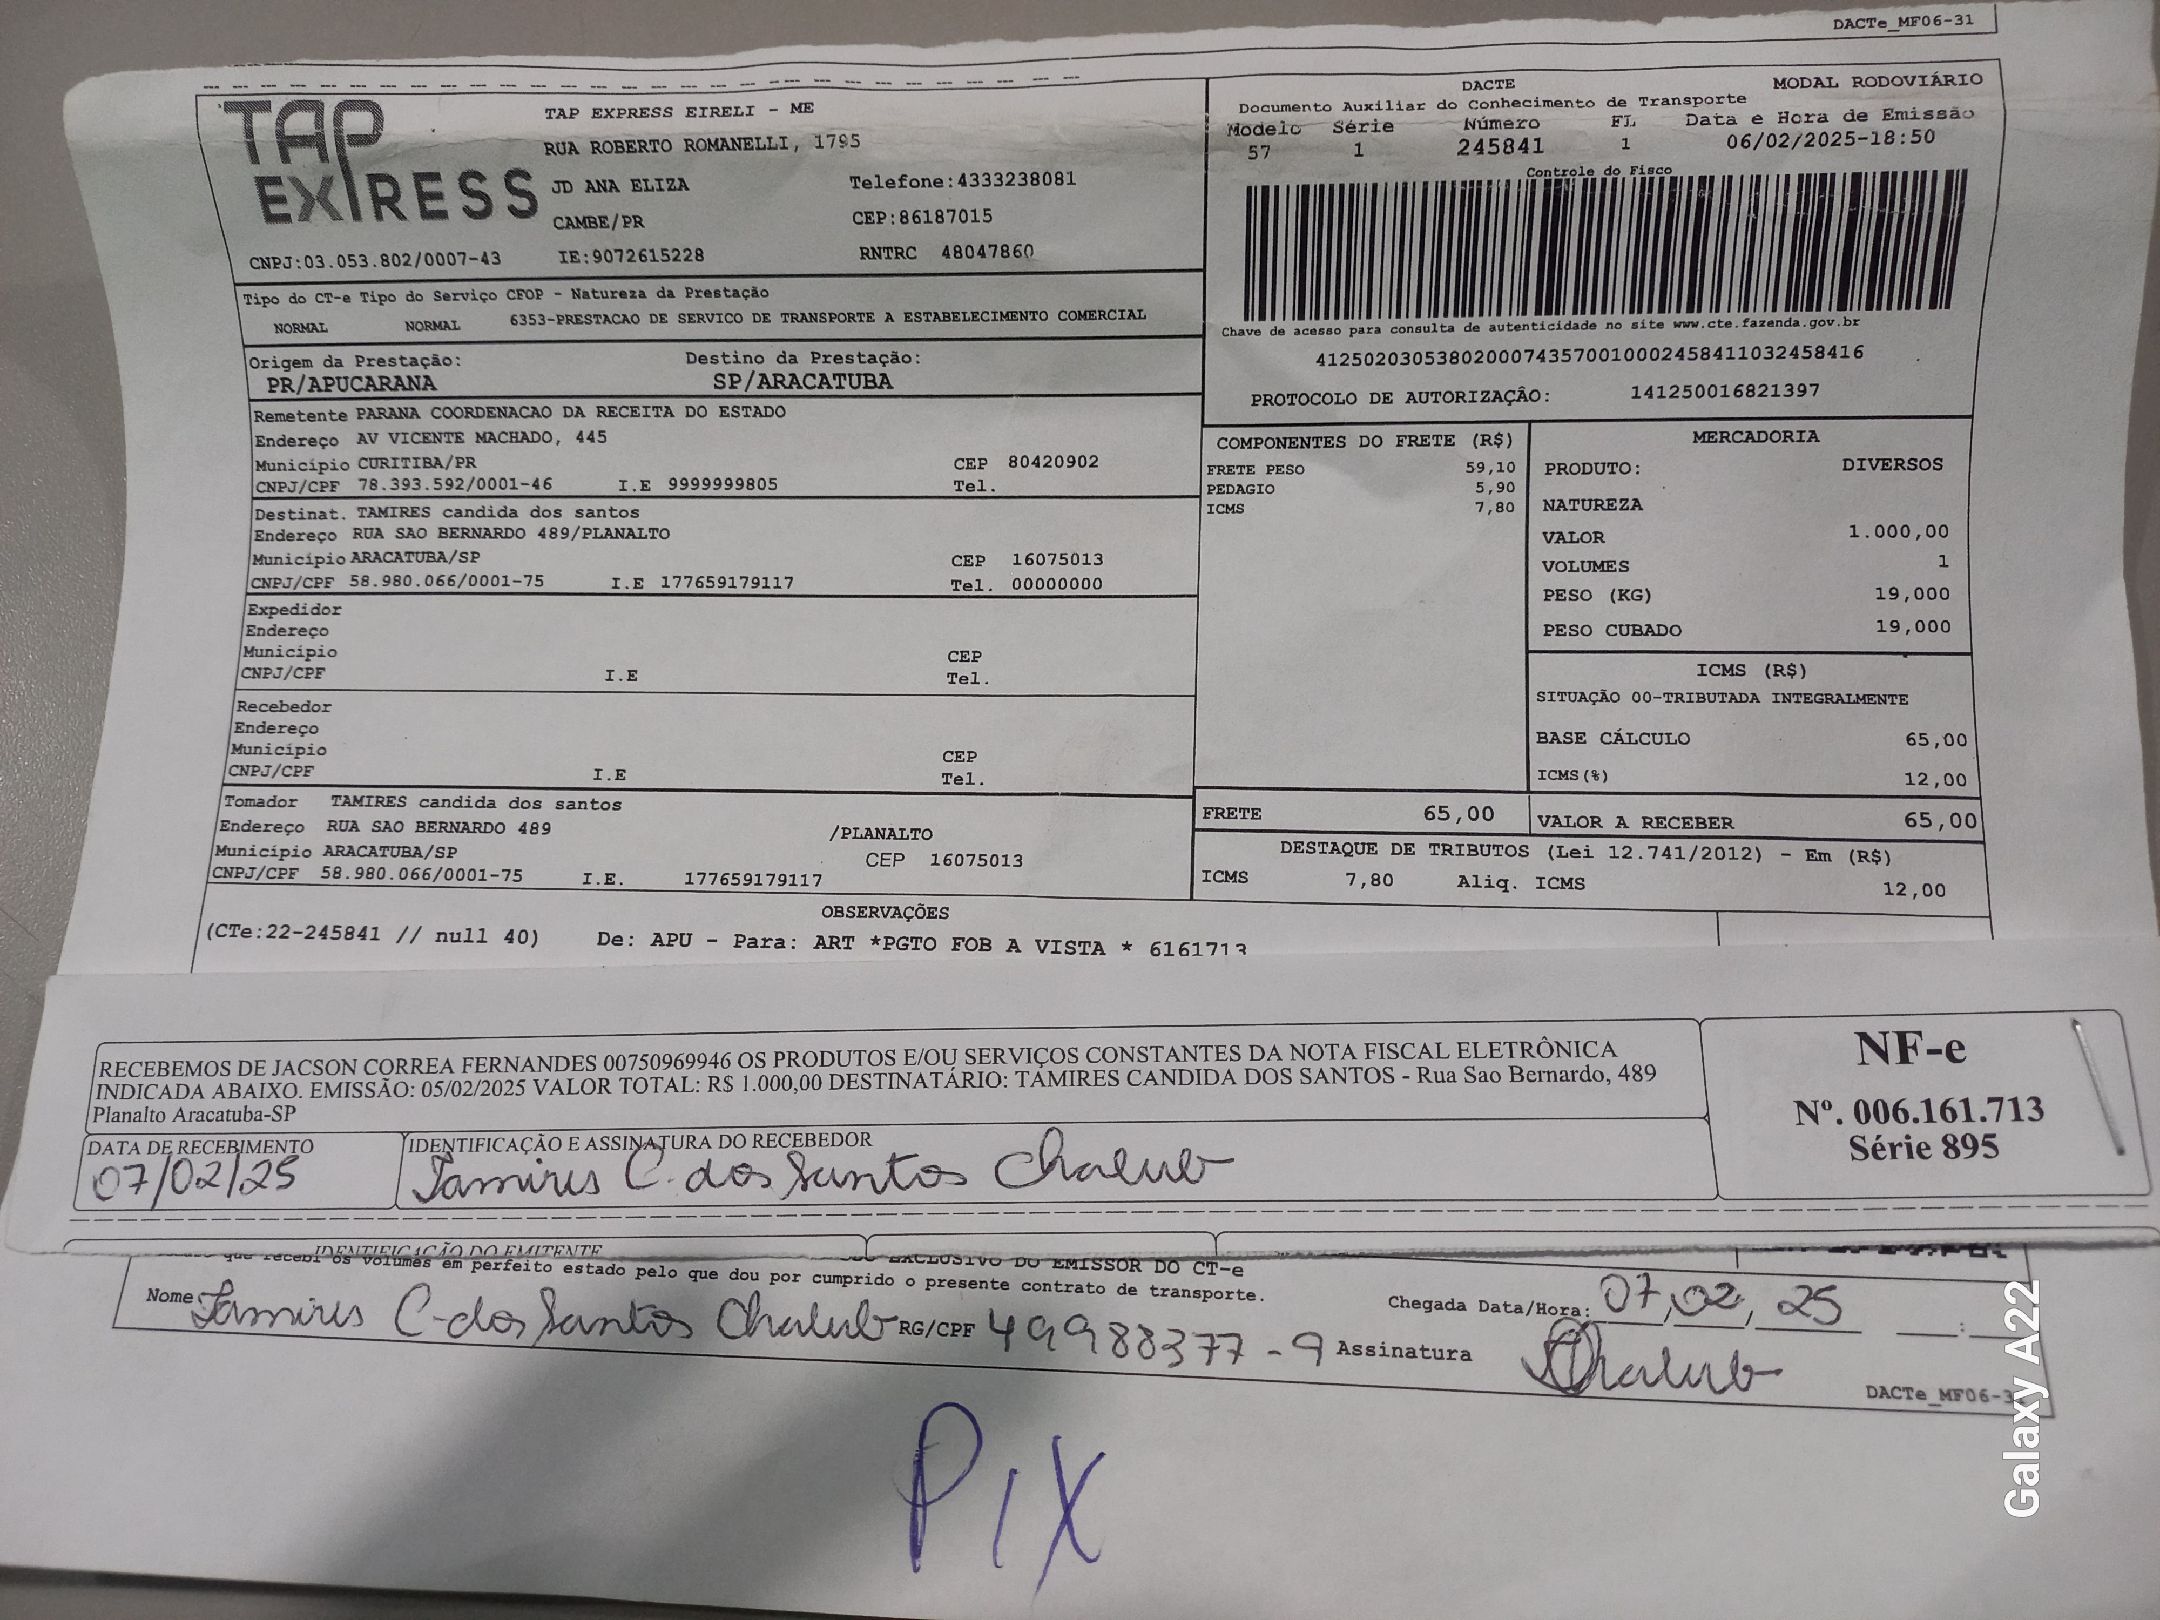 DACTe_MF06-31
TAP EXPRESS
TAP EXPRESS EIRELI - ME
RUA ROBERTO ROMANELLI, 1795
JD ANA ELIZA Telefone:4333238081
CAMBE/PR CEP:86187015
CNPJ:03.053.802/0007-43 IE:9072615228 RNTRC 48047860
DACTE MODAL RODOVIÁRIO
Documento Auxiliar do Conhecimento de Transporte
Modelo Série Número FL Data e Hora de Emissão
57 1 245841 1 06/02/2025-18:50
Controle do Fisco
Chave de acesso para consulta de autenticidade no site www.cte.fazenda.gov.br
41250203053802000743570010002458411032458416
PROTOCOLO DE AUTORIZAÇÃO: 141250016821397
Tipo do CT-e Tipo do Serviço CFOP - Natureza da Prestação
NORMAL NORMAL 6353-PRESTACAO DE SERVICO DE TRANSPORTE A ESTABELECIMENTO COMERCIAL
Origem da Prestação: Destino da Prestação:
PR/APUCARANA SP/ARACATUBA
Remetente PARANA COORDENACAO DA RECEITA DO ESTADO
Endereço AV VICENTE MACHADO, 445
Município CURITIBA/PR CEP 80420902
CNPJ/CPF 78.393.592/0001-46 I.E 9999999805 Tel.
Destinat. TAMIRES candida dos santos
Endereço RUA SAO BERNARDO 489/PLANALTO
Município ARACATUBA/SP CEP 16075013
CNPJ/CPF 58.980.066/0001-75 I.E 177659179117 Tel. 00000000
Expedidor
Endereço
Município CEP
CNPJ/CPF I.E Tel.
Recebedor
Endereço
Município CEP
CNPJ/CPF I.E Tel.
Tomador TAMIRES candida dos santos
Endereço RUA SAO BERNARDO 489 /PLANALTO
Município ARACATUBA/SP CEP 16075013
CNPJ/CPF 58.980.066/0001-75 I.E. 177659179117
COMPONENTES DO FRETE (R$)
FRETE PESO 59,10
PEDAGIO 5,90
ICMS 7,80
MERCADORIA
PRODUTO: DIVERSOS
NATUREZA
VALOR 1.000,00
VOLUMES 1
PESO (KG) 19,000
PESO CUBADO 19,000
ICMS (R$)
SITUAÇÃO 00-TRIBUTADA INTEGRALMENTE
BASE CÁLCULO 65,00
ICMS(%) 12,00
FRETE 65,00 VALOR A RECEBER 65,00
DESTAQUE DE TRIBUTOS (Lei 12.741/2012) - Em (R$)
ICMS 7,80 Aliq. ICMS 12,00
OBSERVAÇÕES
(CTe:22-245841 // null 40) De: APU - Para: ART *PGTO FOB A VISTA * 6161713
RECEBEMOS DE JACSON CORREA FERNANDES 00750969946 OS PRODUTOS E/OU SERVIÇOS CONSTANTES DA NOTA FISCAL ELETRÔNICA
INDICADA ABAIXO. EMISSÃO: 05/02/2025 VALOR TOTAL: R$ 1.000,00 DESTINATÁRIO: TAMIRES CANDIDA DOS SANTOS - Rua Sao Bernardo, 489
Planalto Aracatuba-SP
NF-e
Nº. 006.161.713
Série 895
DATA DE RECEBIMENTO IDENTIFICAÇÃO E ASSINATURA DO RECEBEDOR
07/02/25 Tamires C. dos Santos Chalub
IDENTIFICAÇÃO DO EMITENTE
EXCLUSIVO DO EMISSOR DO CT-e
que recebi os volumes em perfeito estado pelo que dou por cumprido o presente contrato de transporte.
Nome Tamires C. dos Santos Chalub RG/CPF 49988377-9 Assinatura Chalub
Chegada Data/Hora: 07,02,25 :
DACTe_MF06-3
PIX
Galaxy A22